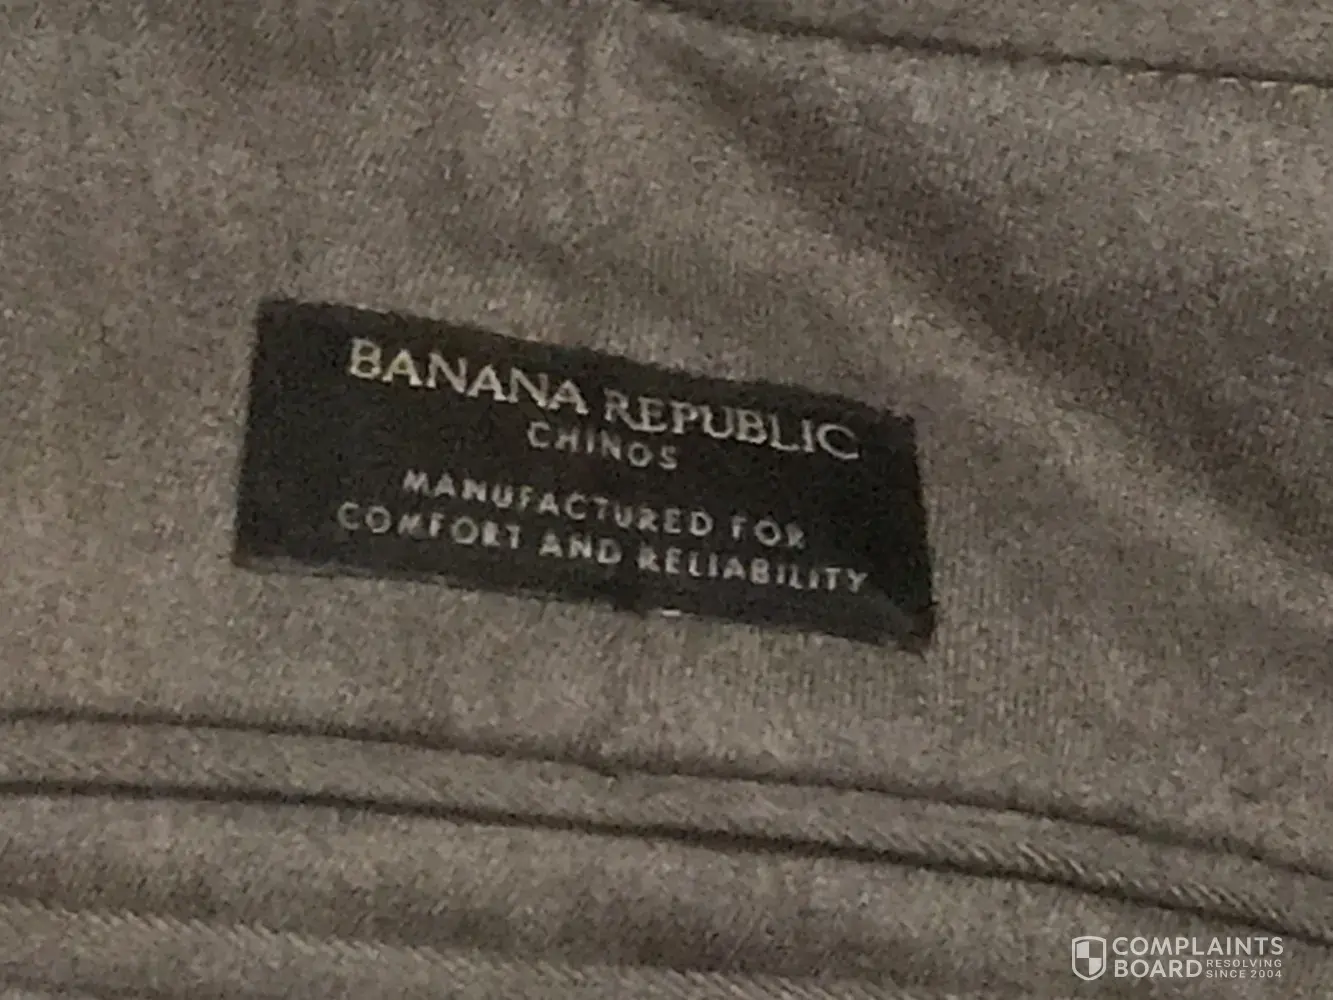 BANANA REPUBLIC
CHINOS
MANUFACTURED FOR
COMFORT AND RELIABILITY
COMPLAINTS
BOARD RESOLVING
SINCE 2004